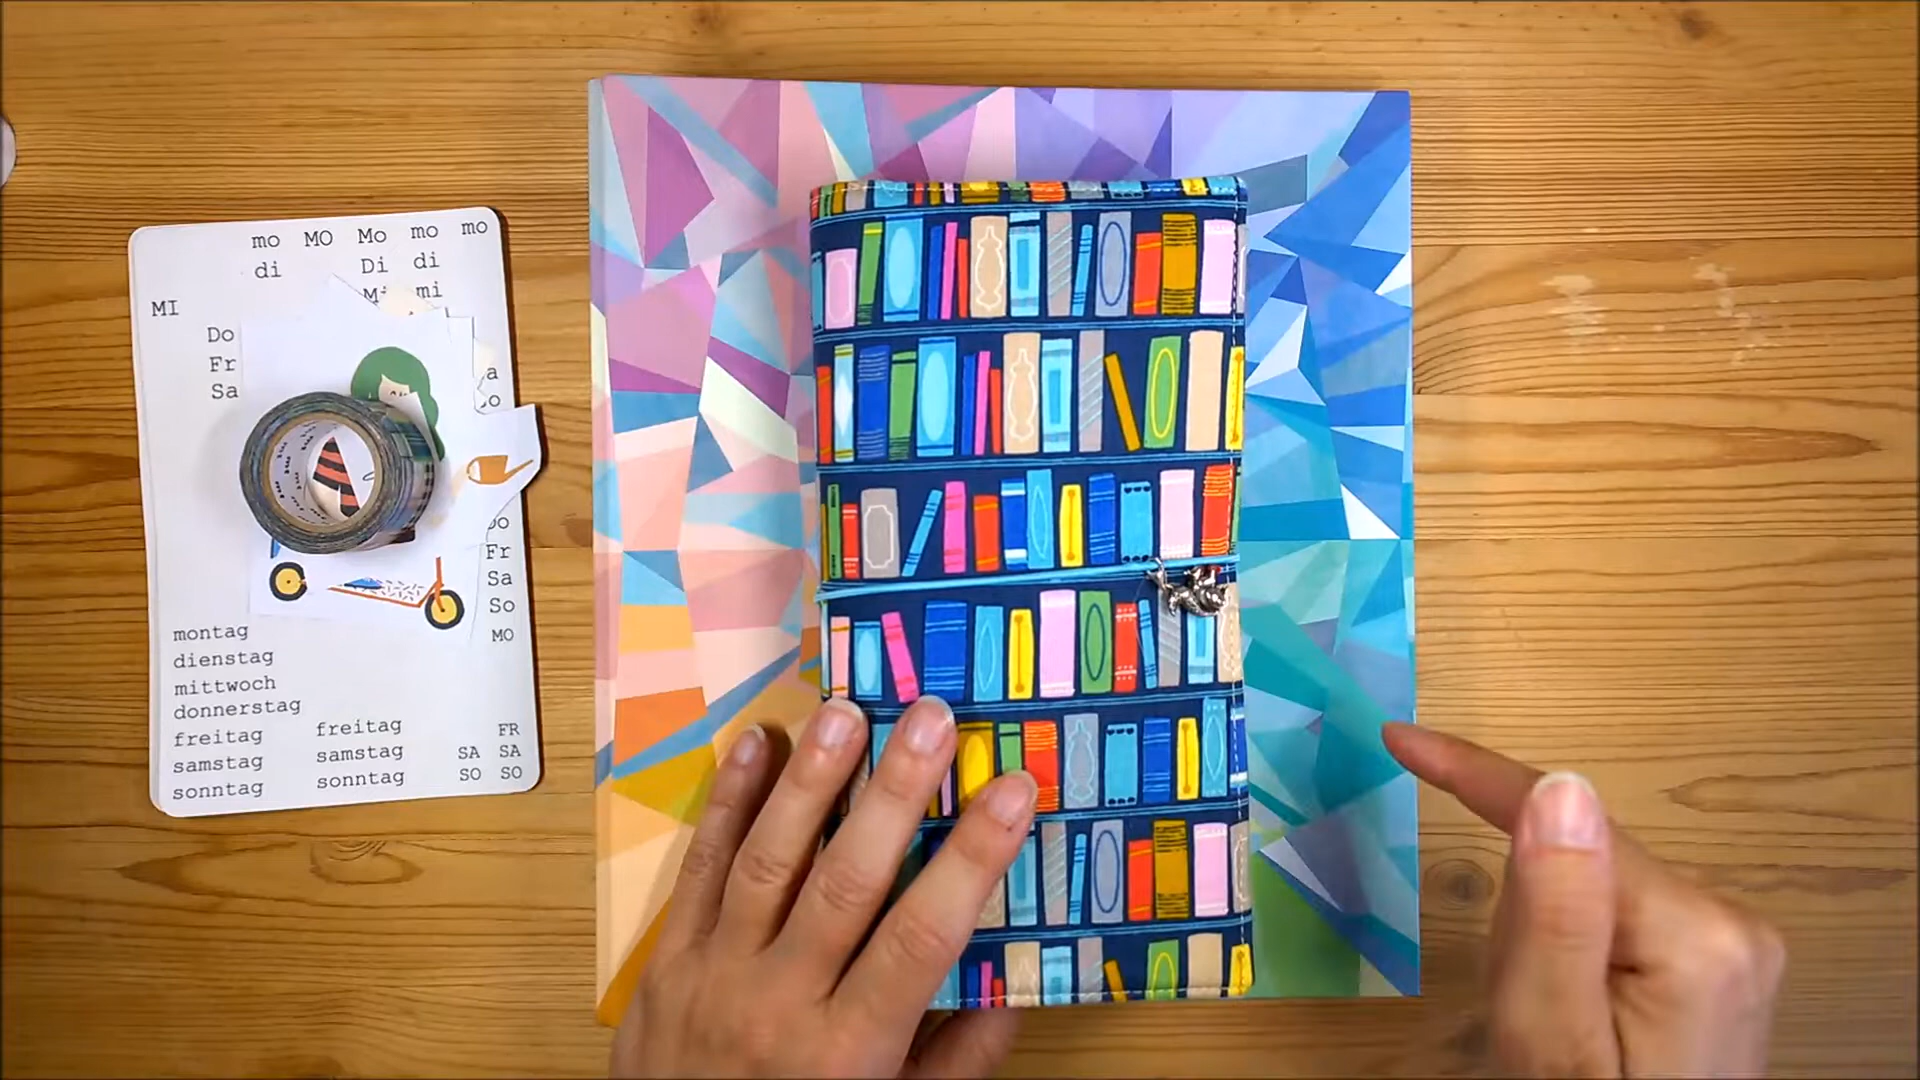 mo MO Mo mo mo
di Di di
MI mi
Do
Fr
Sa
Fr
Sa
So
montag MO
dienstag
mittwoch
donnerstag
freitag freitag FR
samstag samstag SA SA
sonntag sonntag SO SO